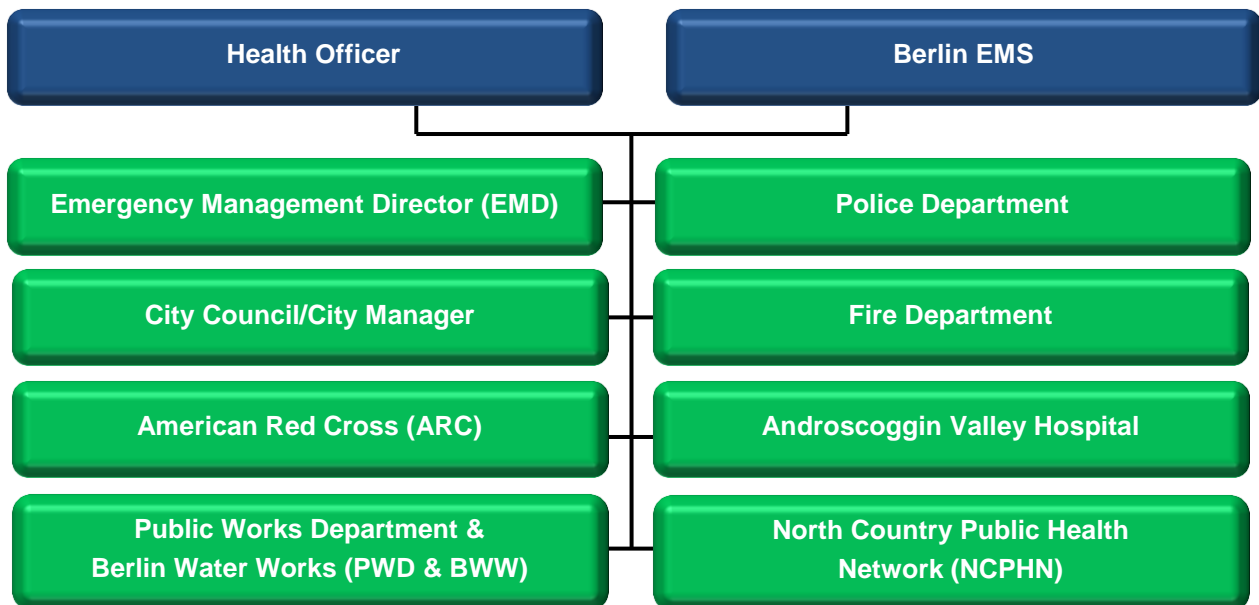 Health Officer
Berlin EMS
Emergency Management Director (EMD)
Police Department
City Council/City Manager
Fire Department
American Red Cross (ARC)
Androscoggin Valley Hospital
Public Works Department &
Berlin Water Works (PWD & BWW)
North Country Public Health
Network (NCPHN)